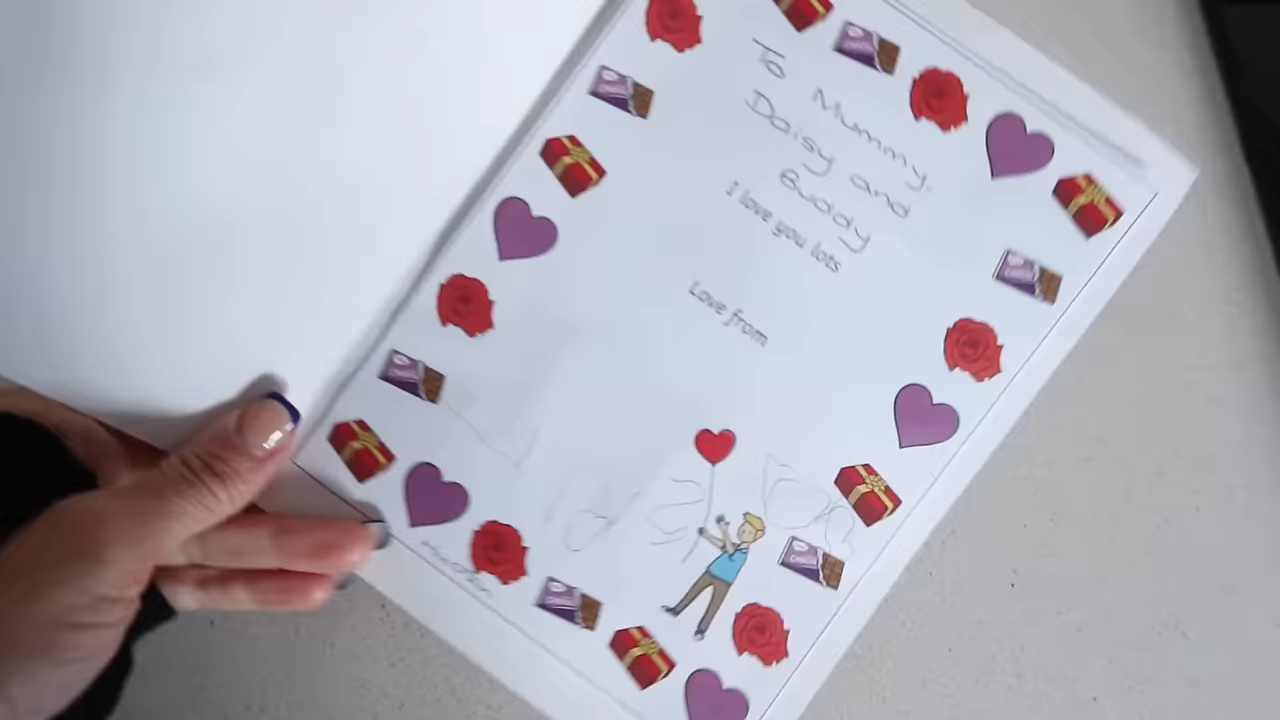 To Mummy,
Daisy and
Buddy
I love you lots
Love from